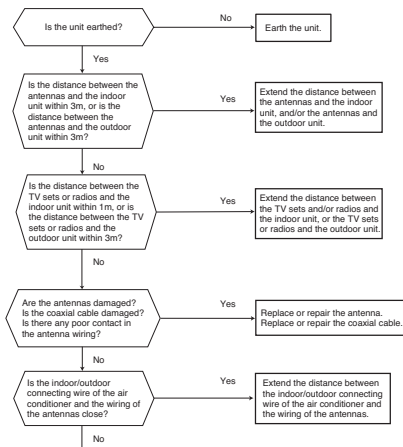 Is the unit earthed?
No
Earth the unit.
Yes
Is the distance between the
antennas and the indoor
unit within 3m, or is the
distance between the
antennas and the outdoor
unit within 3m?
Yes
Extend the distance between
the antennas and the indoor
unit, and/or the antennas and
the outdoor unit.
No
Is the distance between the
TV sets or radios and the
indoor unit within 1m, or is
the distance between the TV
sets or radios and the
outdoor unit within 3m?
Yes
Extend the distance between
the TV sets and/or radios and
the indoor unit, or the TV sets
or radios and the outdoor unit.
No
Are the antennas damaged?
Is the coaxial cable damaged?
Is there any poor contact in
the antenna wiring?
Yes
Replace or repair the antenna.
Replace or repair the coaxial cable.
No
Is the indoor/outdoor
connecting wire of the air
conditioner and the wiring of
the antennas close?
Yes
Extend the distance between
the indoor/outdoor connecting
wire of the air conditioner and
the wiring of the antennas.
No